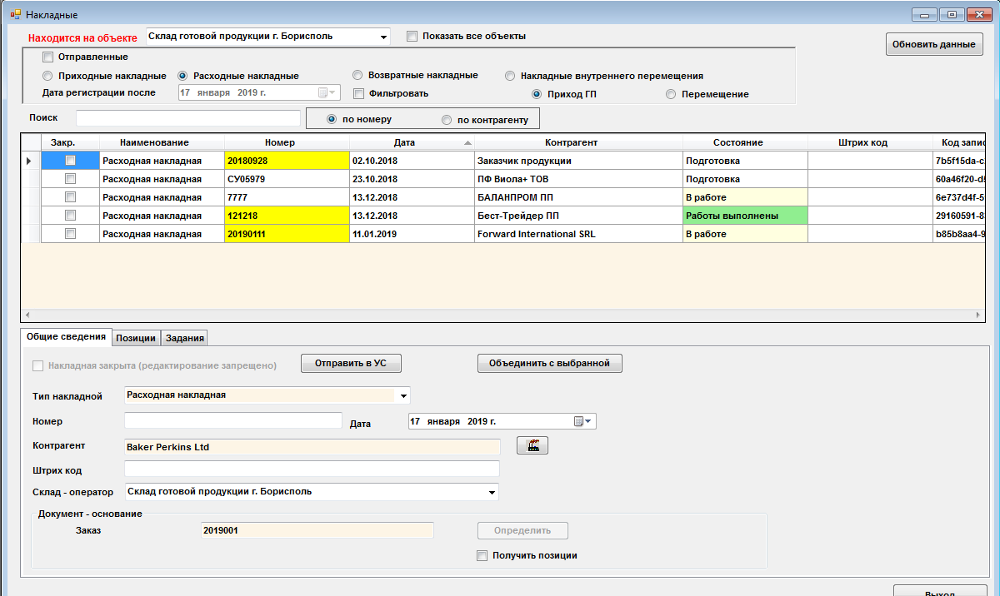 Накладные
Находится на объекте Склад готовой продукции г. Борисполь Показать все объекты
Обновить данные
Отправленные
Приходные накладные Расходные накладные Возвратные накладные Накладные внутреннего перемещения
Дата регистрации после 17 января 2019 г. Фильтровать Приход ГП Перемещение
Поиск по номеру по контрагенту
Закр. Наименование Номер Дата Контрагент Состояние Штрих код Код запис
Расходная накладная 20180928 02.10.2018 Заказчик продукции Подготовка 7b5f15da-c
Расходная накладная СУ05979 23.10.2018 ПФ Виола+ ТОВ Подготовка 60a46f20-d5
Расходная накладная 7777 13.12.2018 БАЛАНПРОМ ПП В работе 6e737d4f-5
Расходная накладная 121218 13.12.2018 Бест-Трейдер ПП Работы выполнены 29160591-8
Расходная накладная 20190111 11.01.2019 Forward International SRL В работе b85b8aa4-9
Общие сведения Позиции Задания
Накладная закрыта (редактирование запрещено) Отправить в УС Объединить с выбранной
Тип накладной Расходная накладная
Номер Дата 17 января 2019 г.
Контрагент Baker Perkins Ltd
Штрих код
Склад - оператор Склад готовой продукции г. Борисполь
Документ - основание
Заказ 2019001 Определить
Получить позиции
Выход